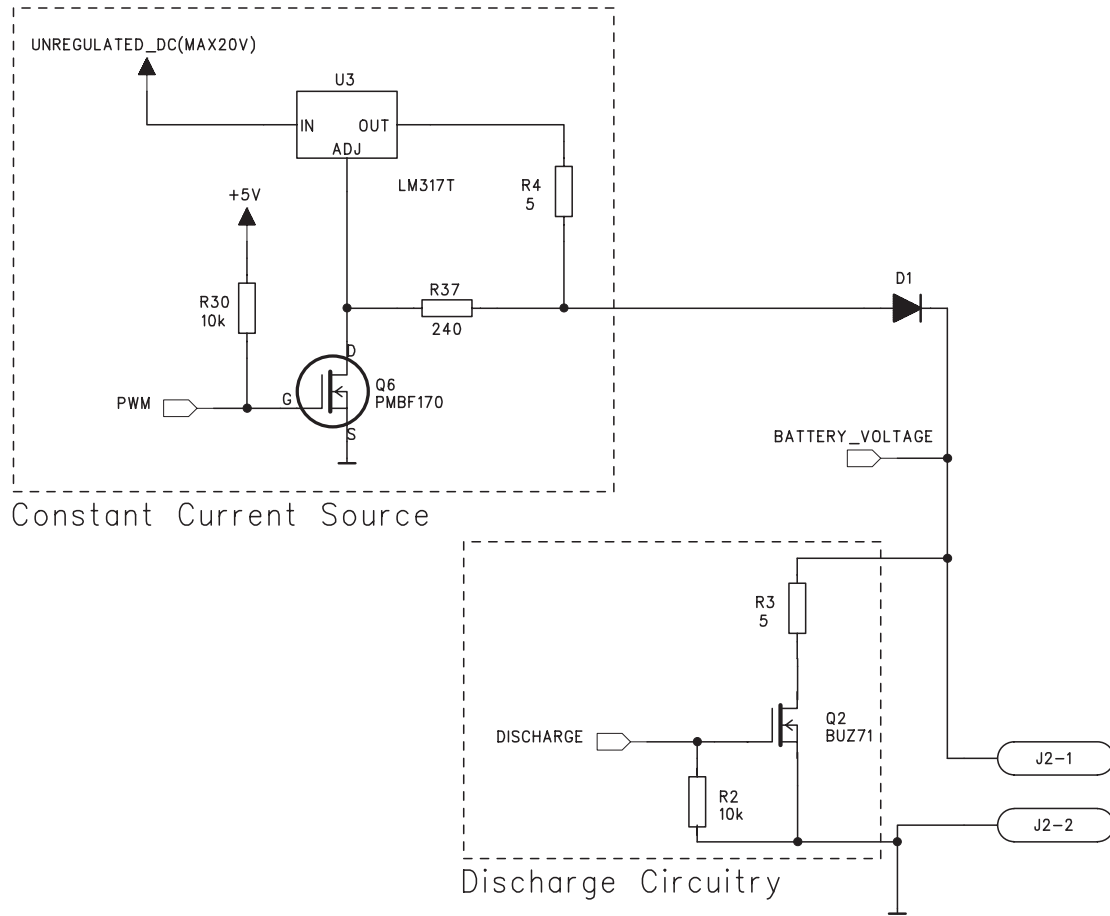 UNREGULATED_DC(MAX20V)
U3
IN
OUT
ADJ
LM317T
R4
5
+5V
R30
10k
R37
240
D1
D
Q6
PMBF170
G
S
PWM
BATTERY_VOLTAGE
Constant Current Source
R3
5
Q2
BUZ71
DISCHARGE
R2
10k
J2-1
J2-2
Discharge Circuitry